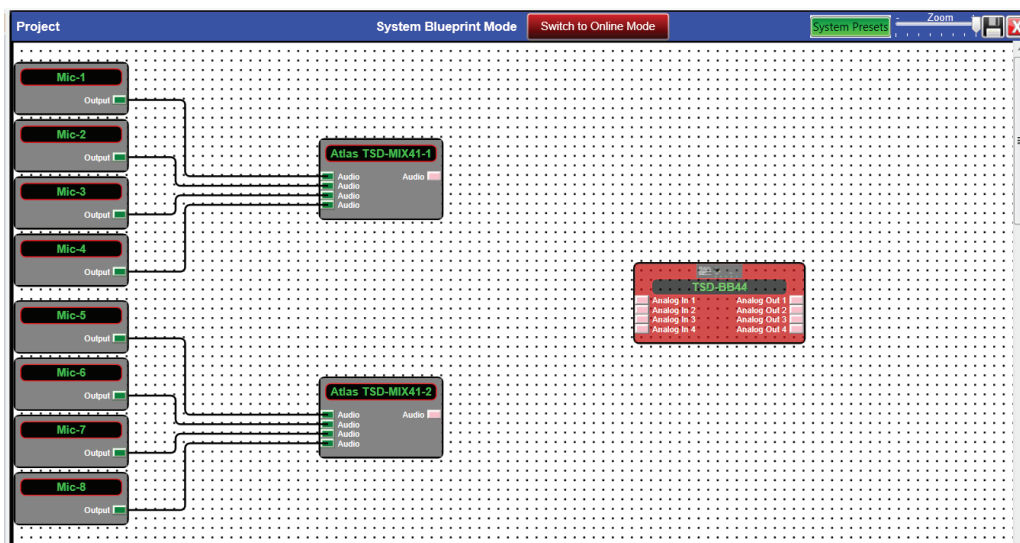 Project
System Blueprint Mode
Switch to Online Mode
System Presets
- Zoom +
X
Mic-1
Output
Mic-2
Output
Mic-3
Output
Mic-4
Output
Mic-5
Output
Mic-6
Output
Mic-7
Output
Mic-8
Output
Atlas TSD-MIX41-1
Audio Audio
Audio
Audio
Audio
Atlas TSD-MIX41-2
Audio Audio
Audio
Audio
Audio
TSD-BB44
Analog In 1 Analog Out 1
Analog In 2 Analog Out 2
Analog In 3 Analog Out 3
Analog In 4 Analog Out 4